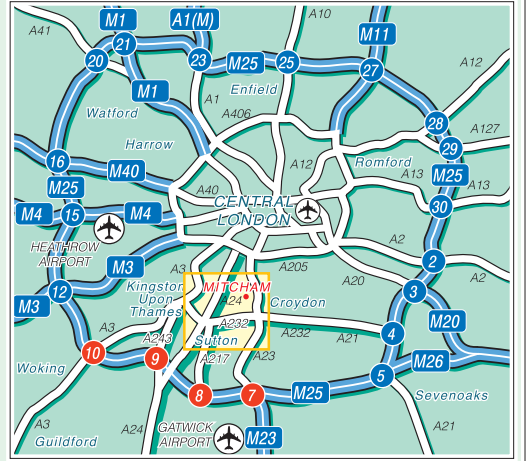 A41
M1
A1(M)
A10
M11
20
21
23
M25
25
27
A12
M1
Enfield
A1
Watford
A406
28
A127
Harrow
29
16
M40
A12
Romford
M25
M25
A40
A13
A13
M4
15
M4
CENTRAL
LONDON
30
HEATHROW
AIRPORT
A2
M3
A3
A205
2
A2
12
Kingston
Upon
Thames
MITCHAM
A24
Croydon
A20
3
M3
A232
A232
M20
A3
A243
Sutton
A21
4
10
9
A217
A23
M26
Woking
5
8
7
M25
Sevenoaks
A3
A24
GATWICK
AIRPORT
M23
A21
Guildford